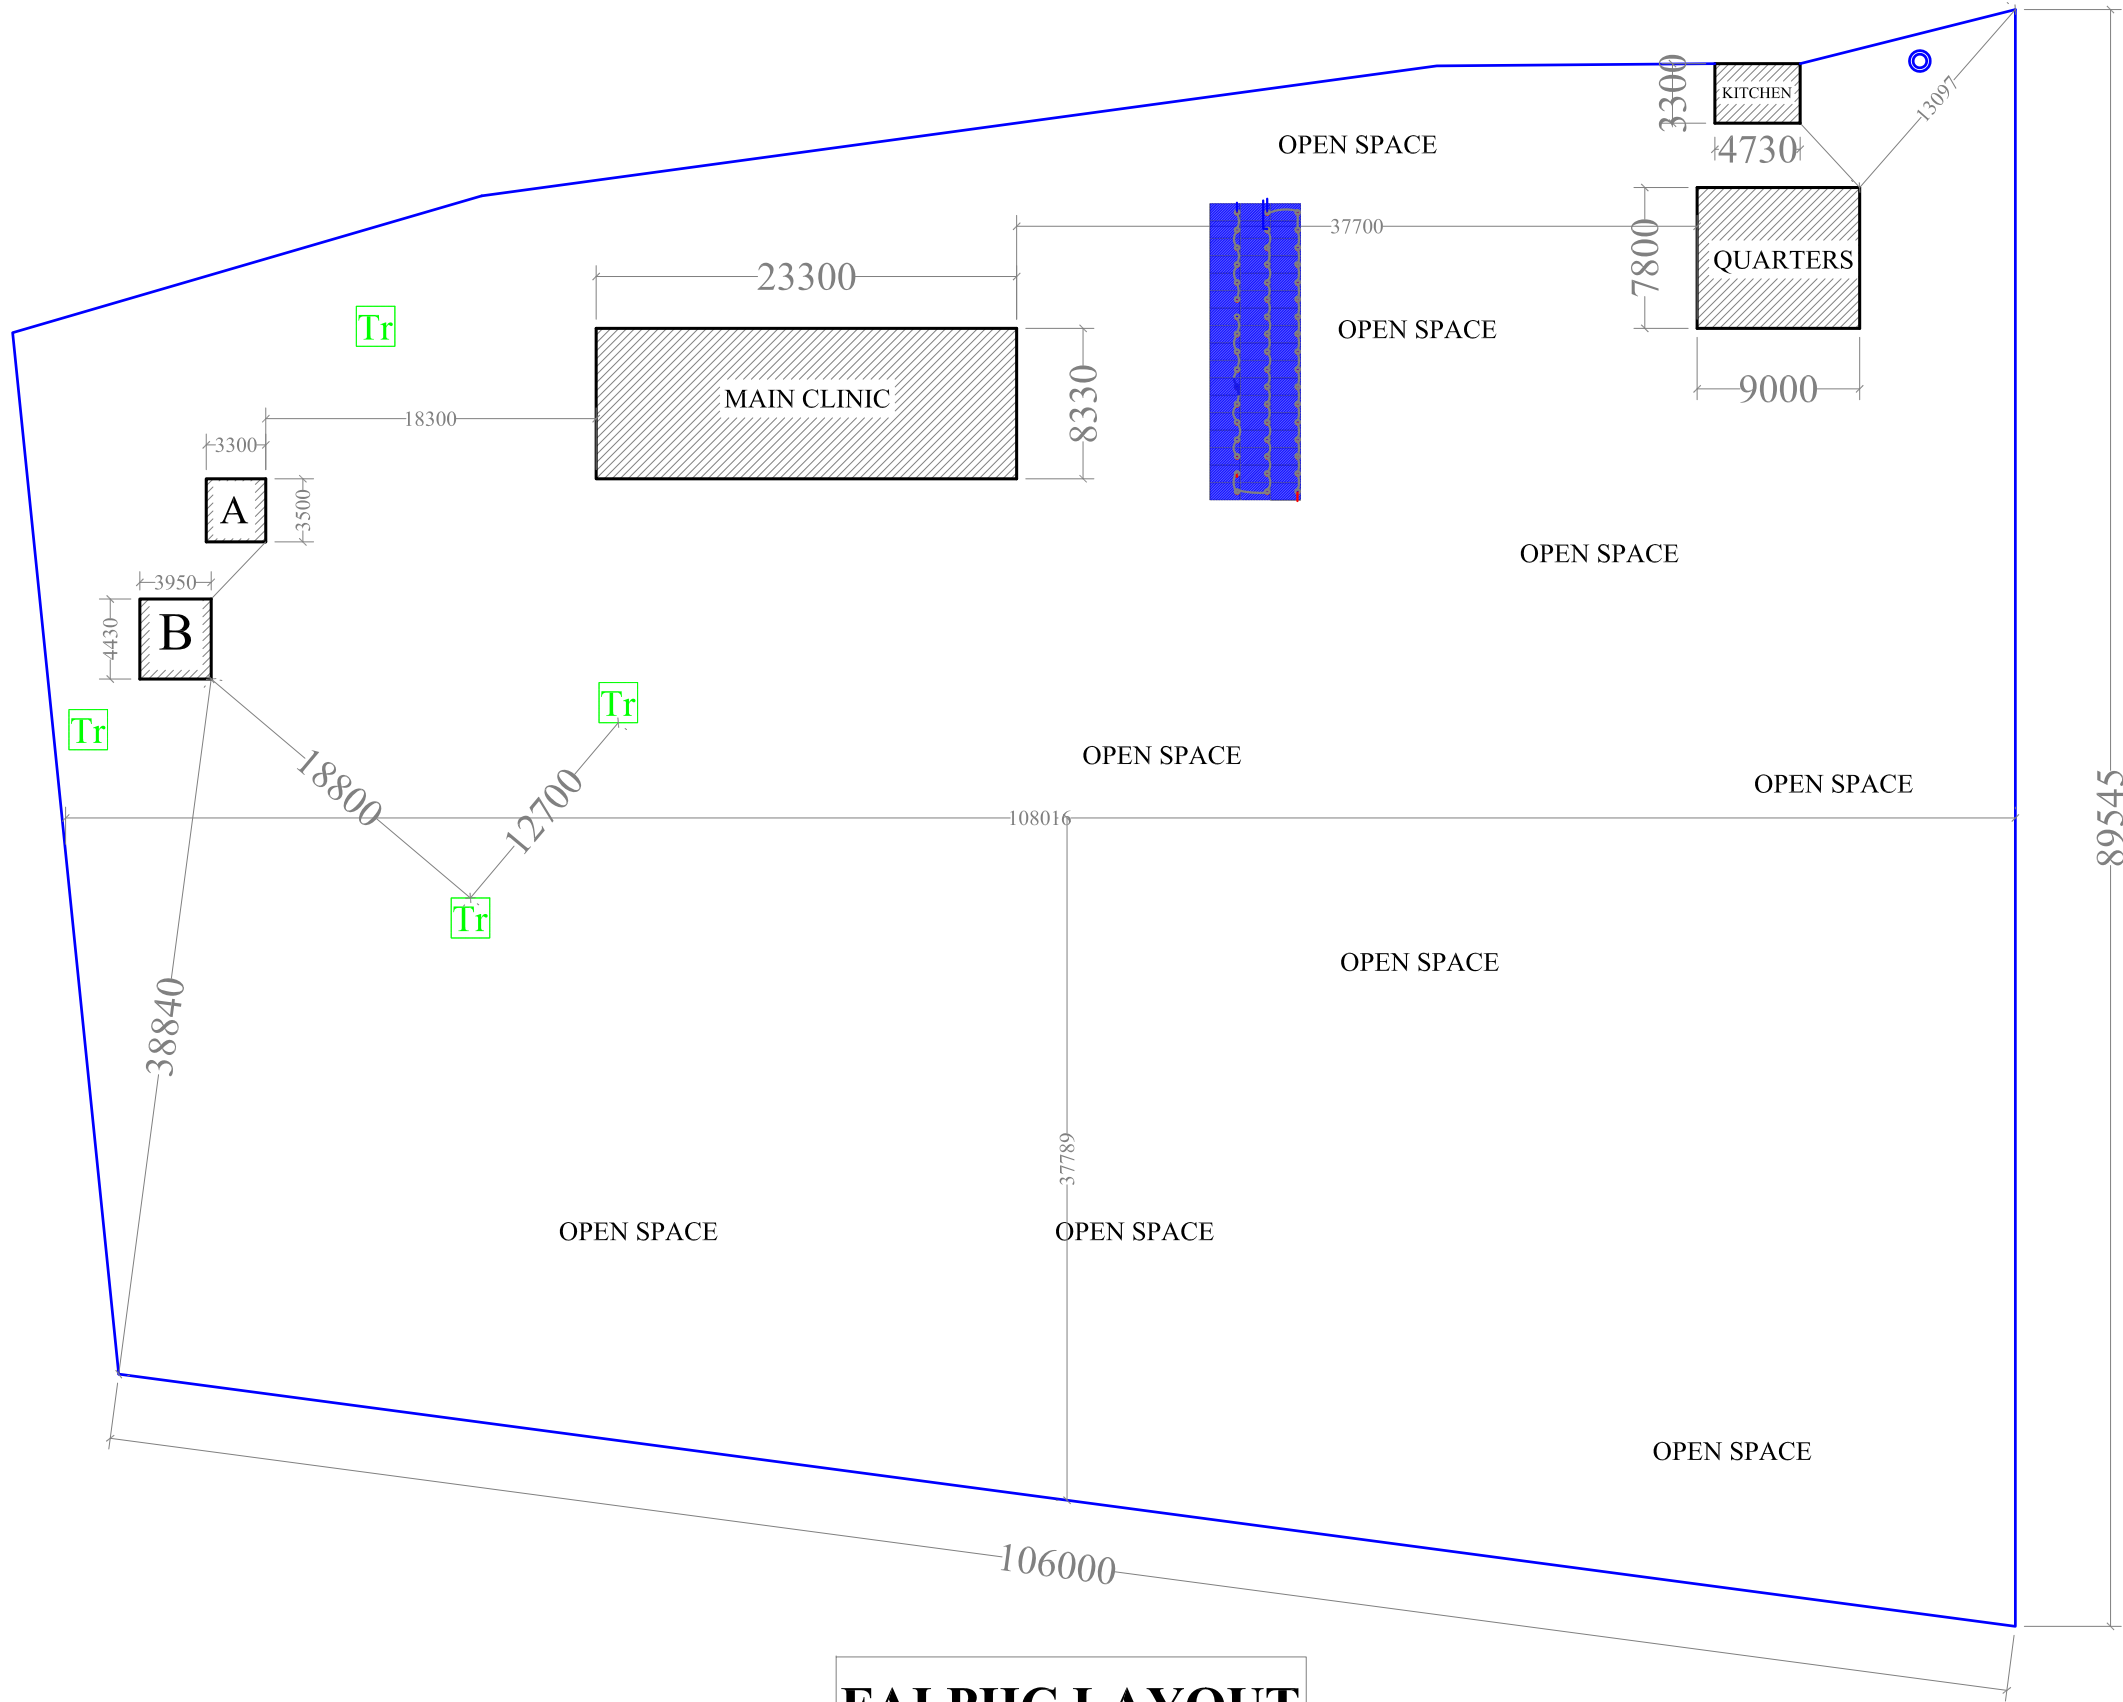 3300
KITCHEN
13097
OPEN SPACE
4730
37700
7800
QUARTERS
23300
Tr
OPEN SPACE
9000
MAIN CLINIC
8330
18300
3300
A
3500
OPEN SPACE
3950
B
4430
Tr
Tr
OPEN SPACE
OPEN SPACE
18800
12700
108016
89545
Tr
OPEN SPACE
38840
37789
OPEN SPACE
OPEN SPACE
OPEN SPACE
106000
LAYOUT